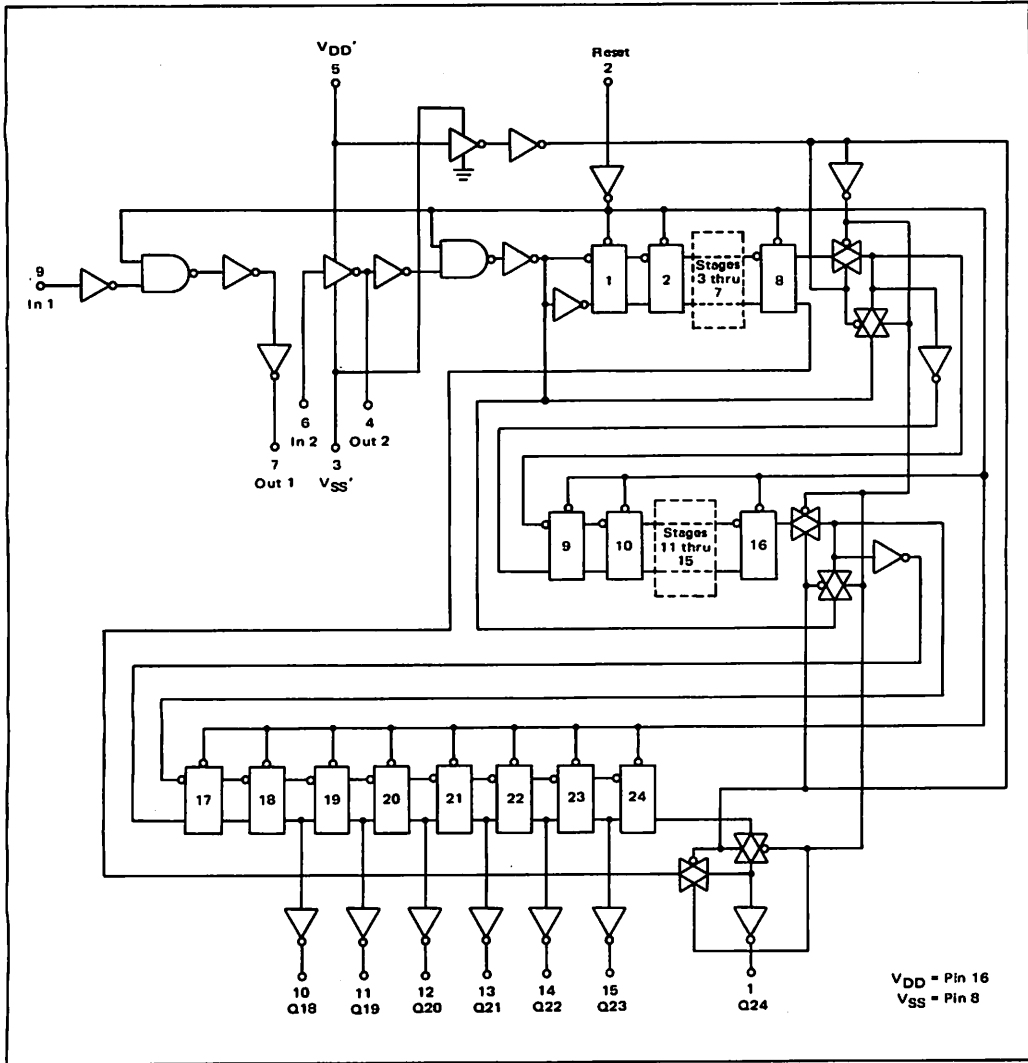 VDD'
5
Reset
2
9
In 1
1
2
Stages
3 thru
7
8
6
In 2
4
Out 2
7
Out 1
3
VSS'
9
10
Stages
11 thru
15
16
17
18
19
20
21
22
23
24
10
Q18
11
Q19
12
Q20
13
Q21
14
Q22
15
Q23
1
Q24
VDD = Pin 16
VSS = Pin 8